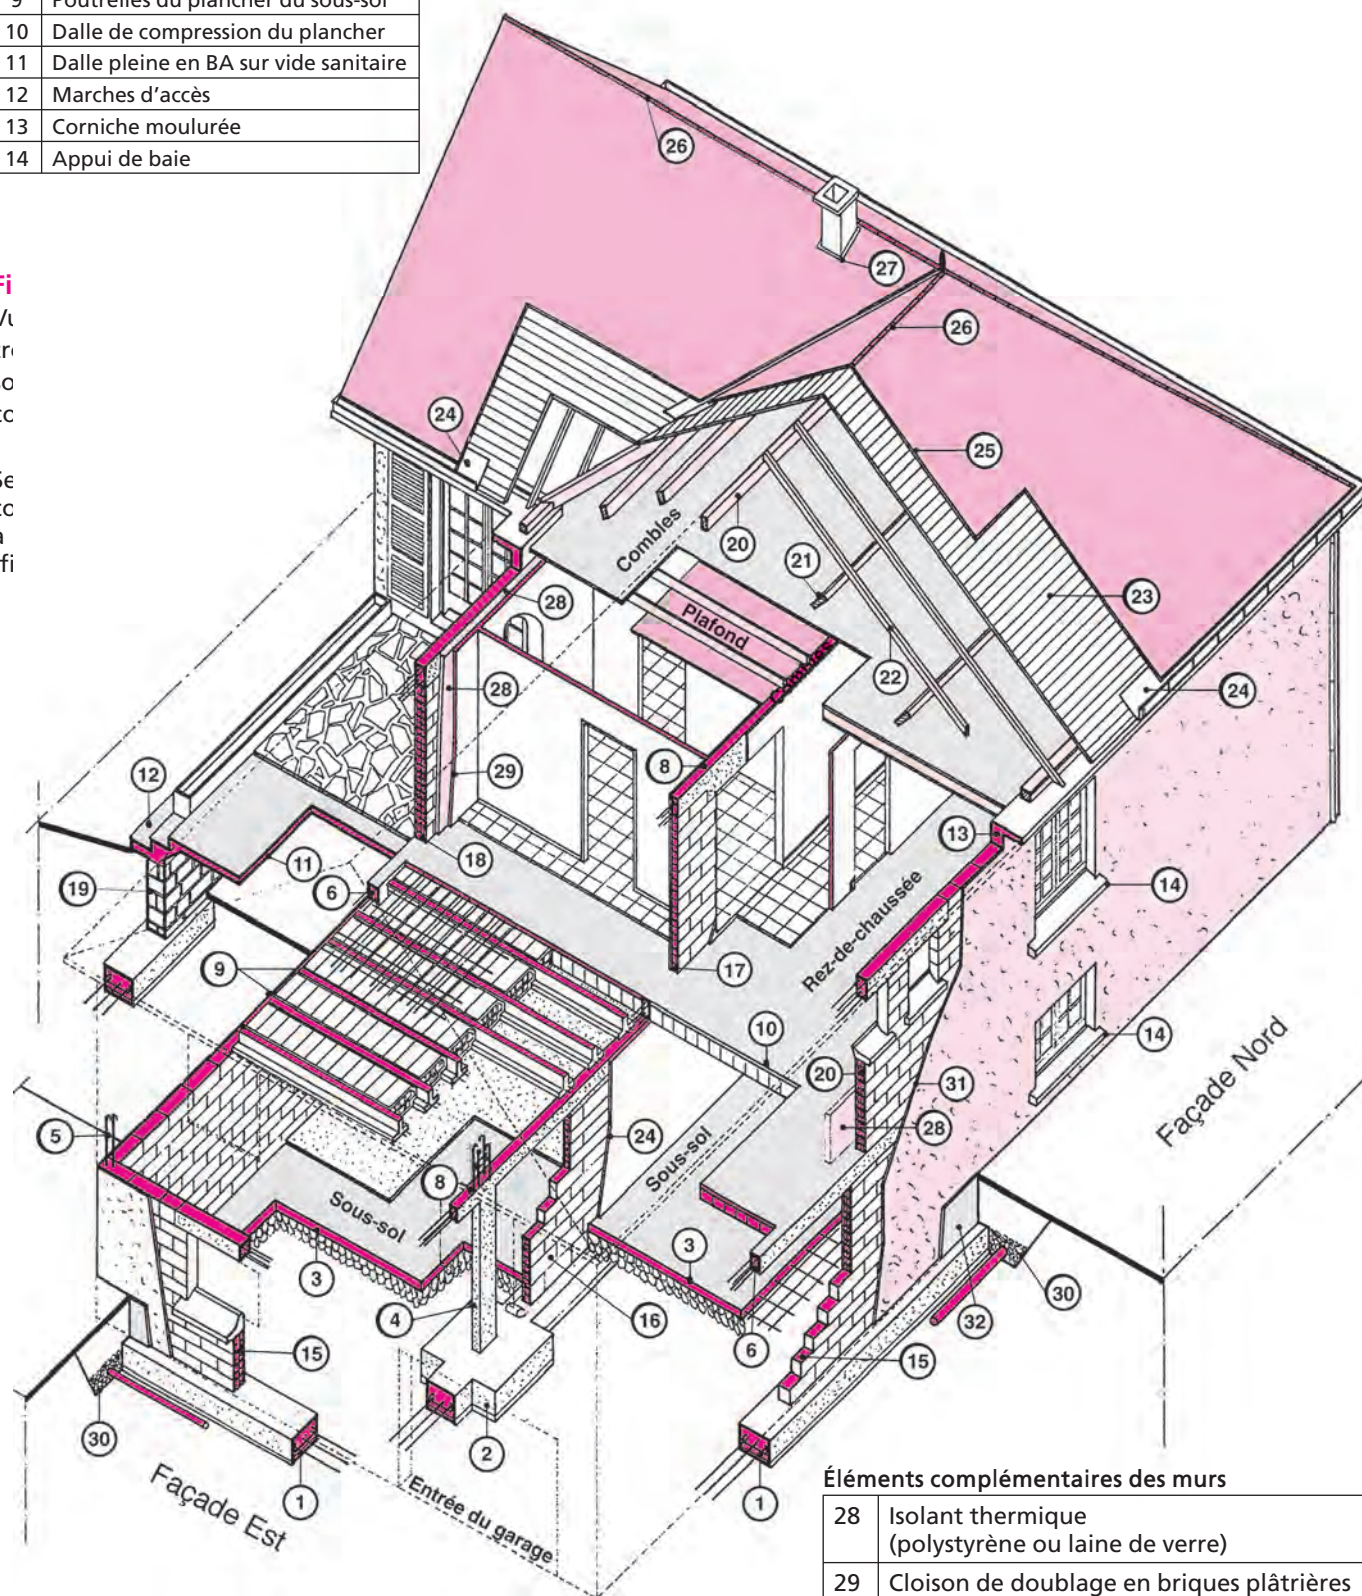 9 Poutrelles du plancher du sous-sol
10 Dalle de compression du plancher
11 Dalle pleine en BA sur vide sanitaire
12 Marches d'accès
13 Corniche moulurée
14 Appui de baie
26
27
26
24
25
Combles
20
21
28
23
Plafond
22
28
24
29
8
12
13
14
18
11
6
19
Rez-de-chaussée
17
9
10
14
20
31
Façade Nord
5
24
28
8
Sous-sol
Sous-sol
3
3
30
4
16
32
6
15
15
30
2
1
1
Façade Est
Entrée du garage
Éléments complémentaires des murs
28 Isolant thermique
(polystyrène ou laine de verre)
29 Cloison de doublage en briques plâtrières